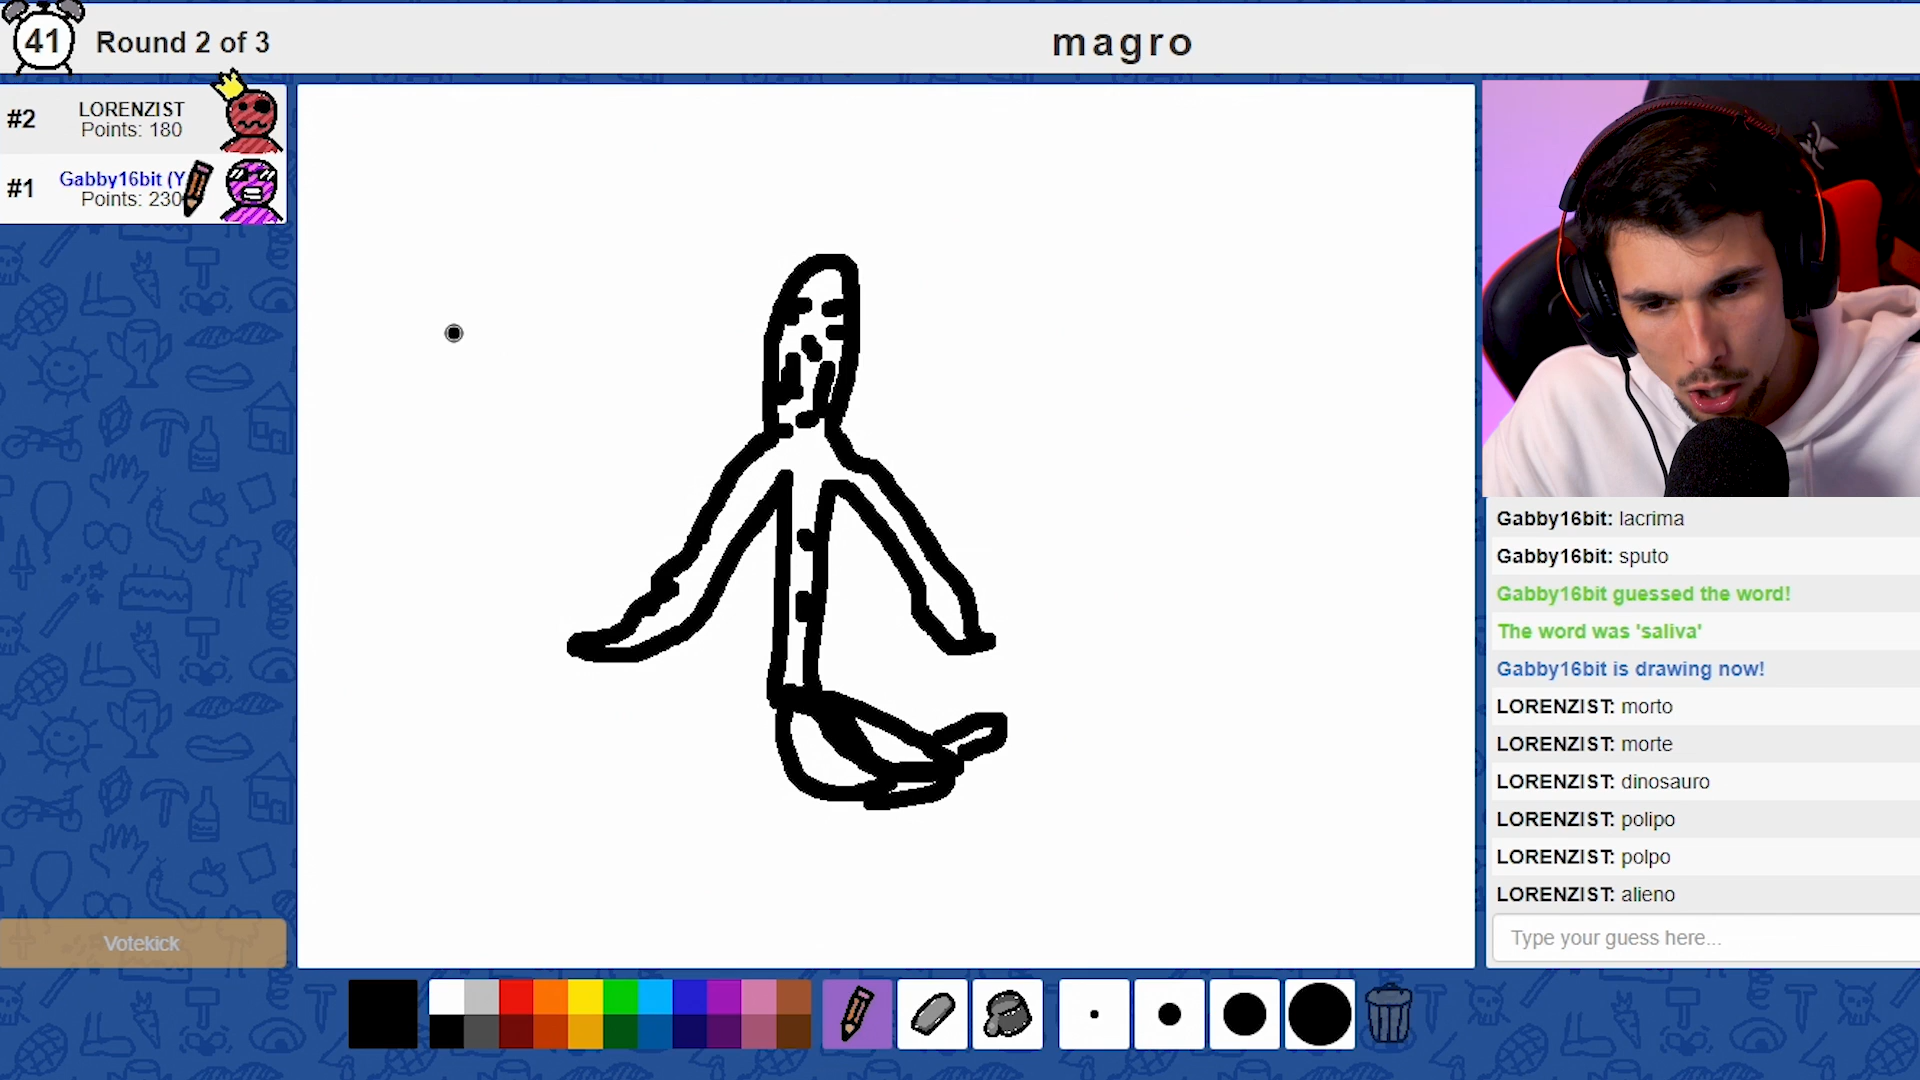 41
Round 2 of 3
magro
#2
LORENZIST
Points: 180
#1
Gabby16bit (Y
Points: 230
Gabby16bit: lacrima
Gabby16bit: sputo
Gabby16bit guessed the word!
The word was 'saliva'
Gabby16bit is drawing now!
LORENZIST: morto
LORENZIST: morte
LORENZIST: dinosauro
LORENZIST: polipo
LORENZIST: polpo
LORENZIST: alieno
Type your guess here...
Votekick